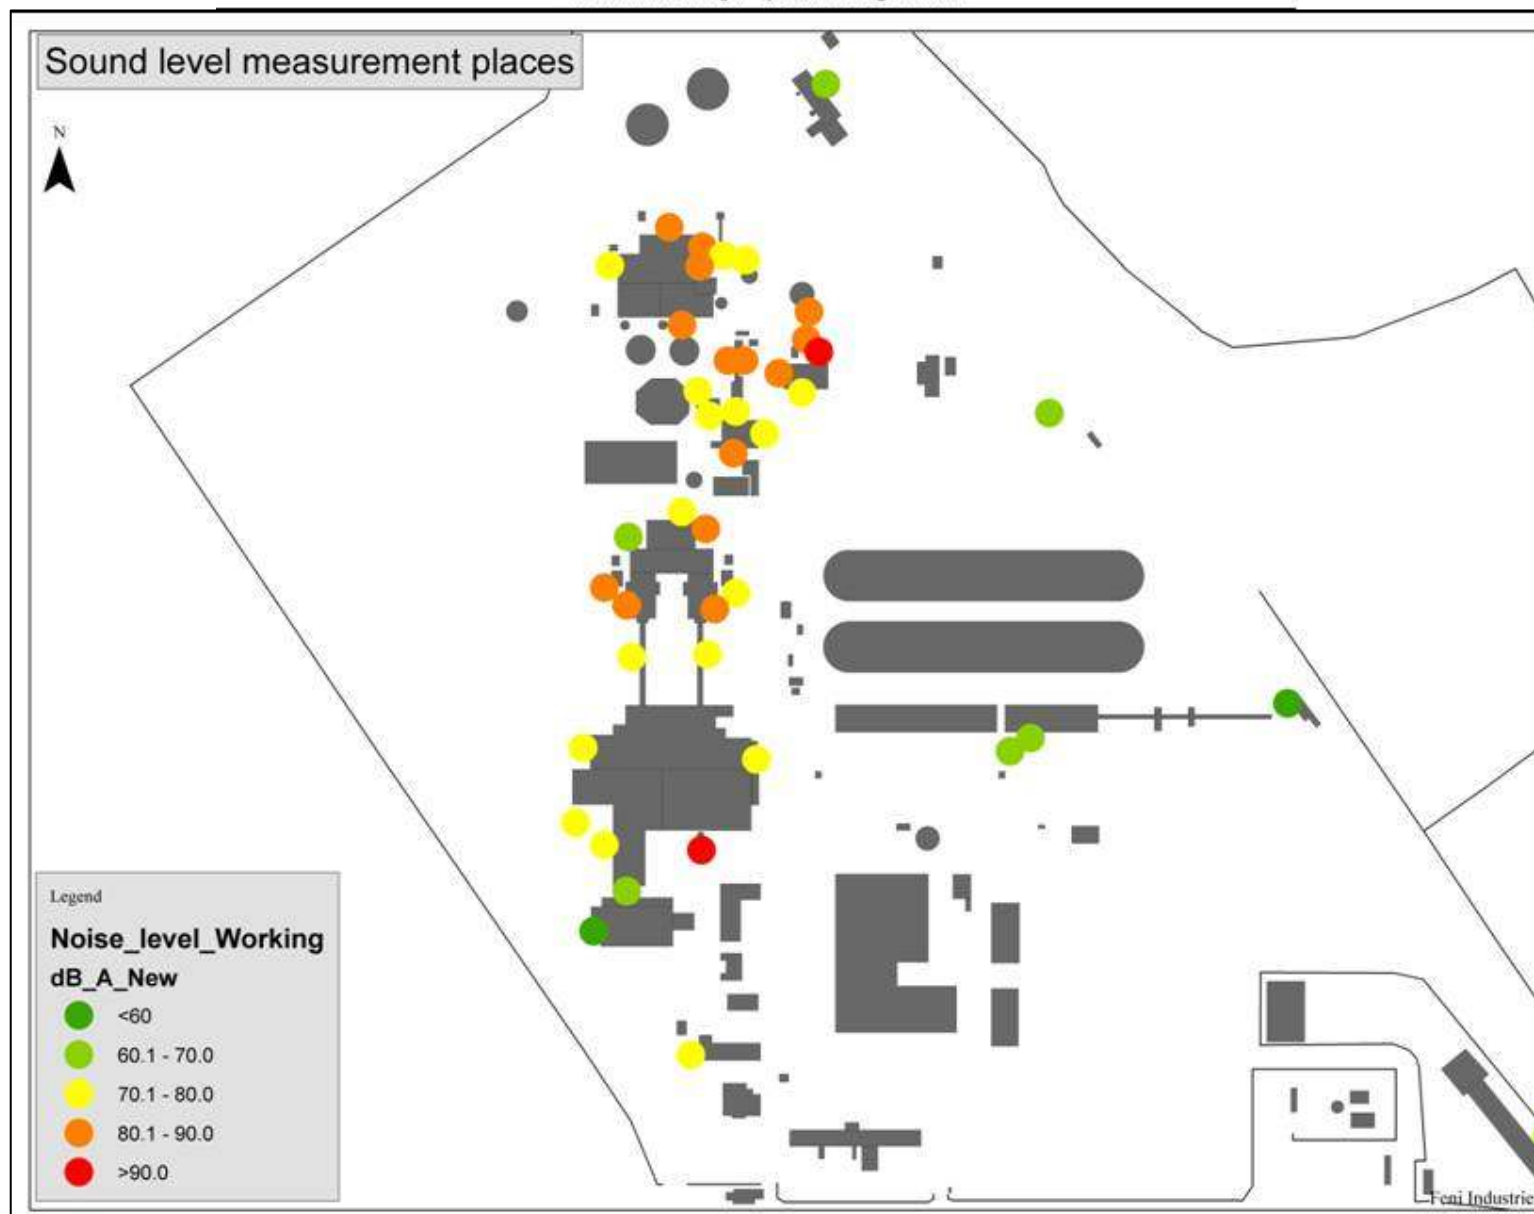 Sound level measurement places
N
Legend
Noise_level_Working
dB_A_New
<60
60.1 - 70.0
70.1 - 80.0
80.1 - 90.0
>90.0
Feni Industrie